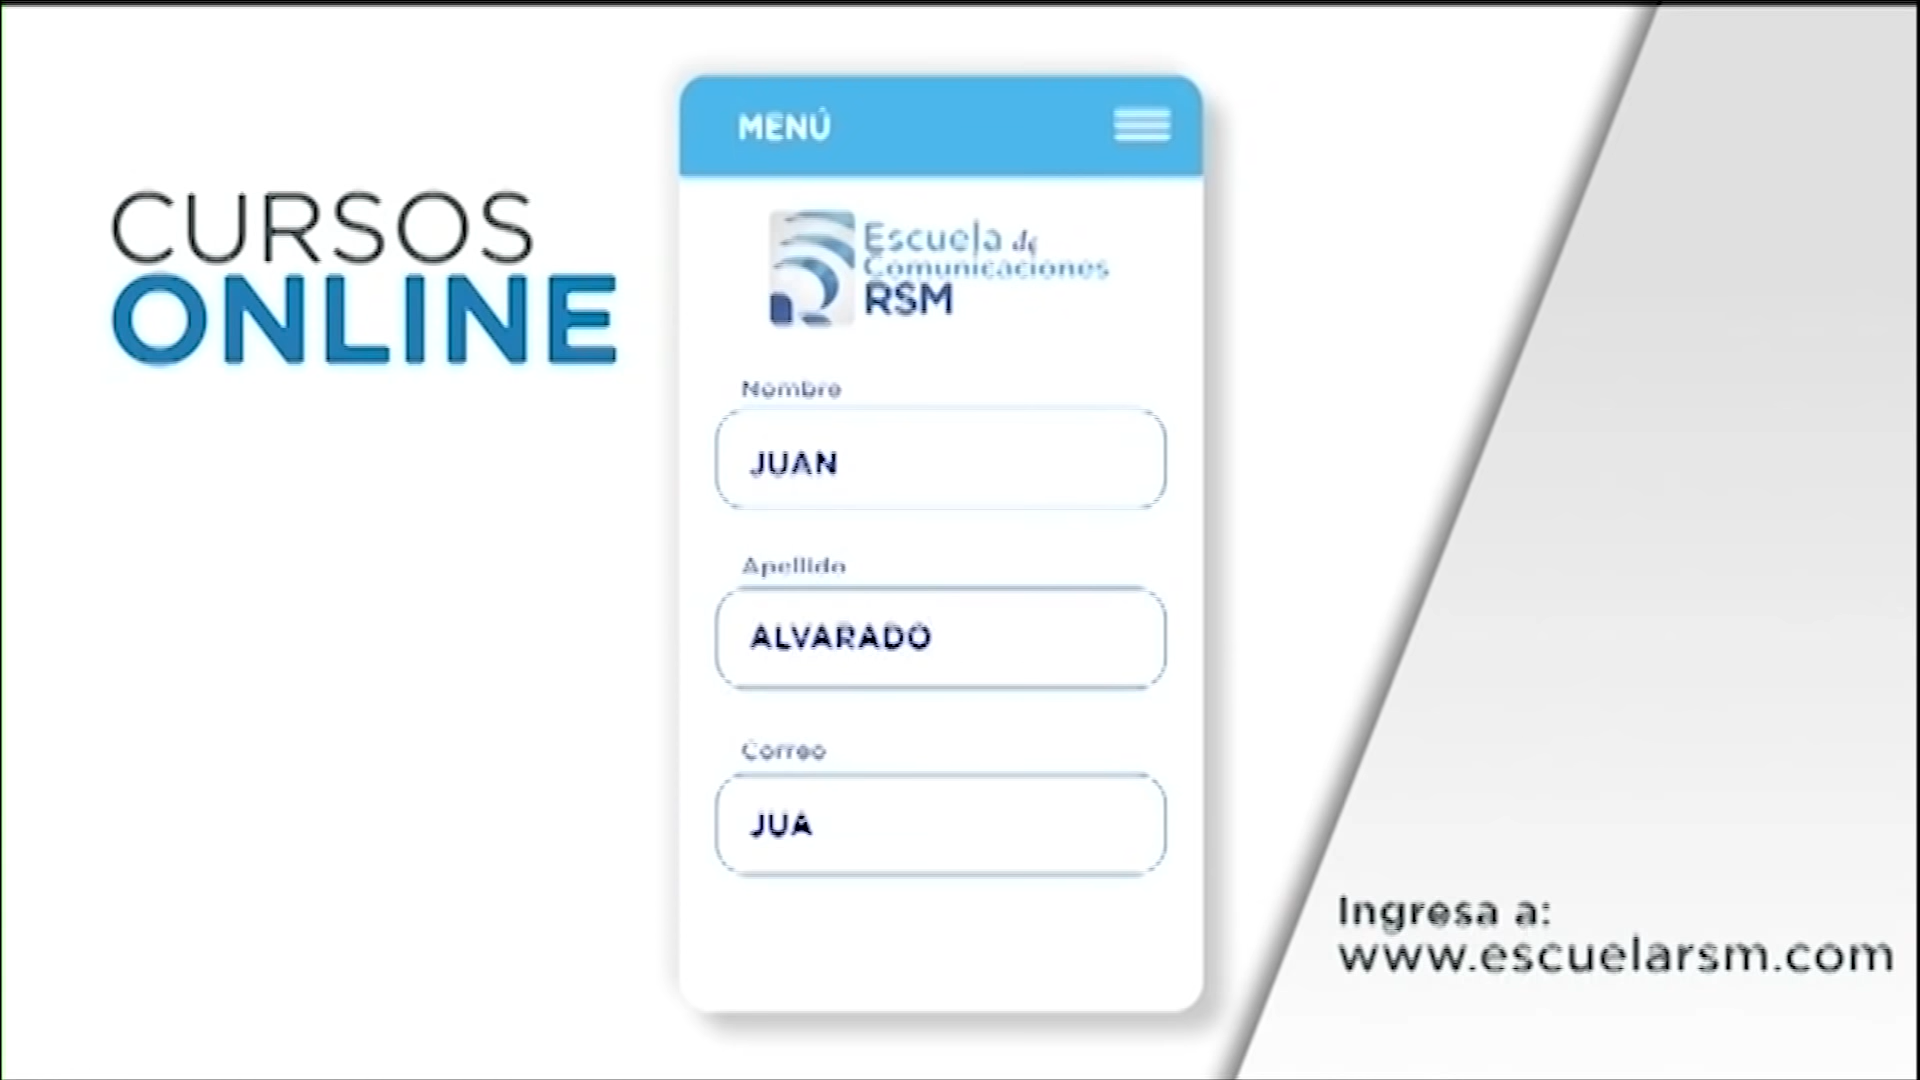 CURSOS
ONLINE
MENÚ
Escuela de
Comunicaciones
RSM
Nombre
JUAN
Apellido
ALVARADO
Correo
JUA
Ingresa a:
www.escuelarsm.com